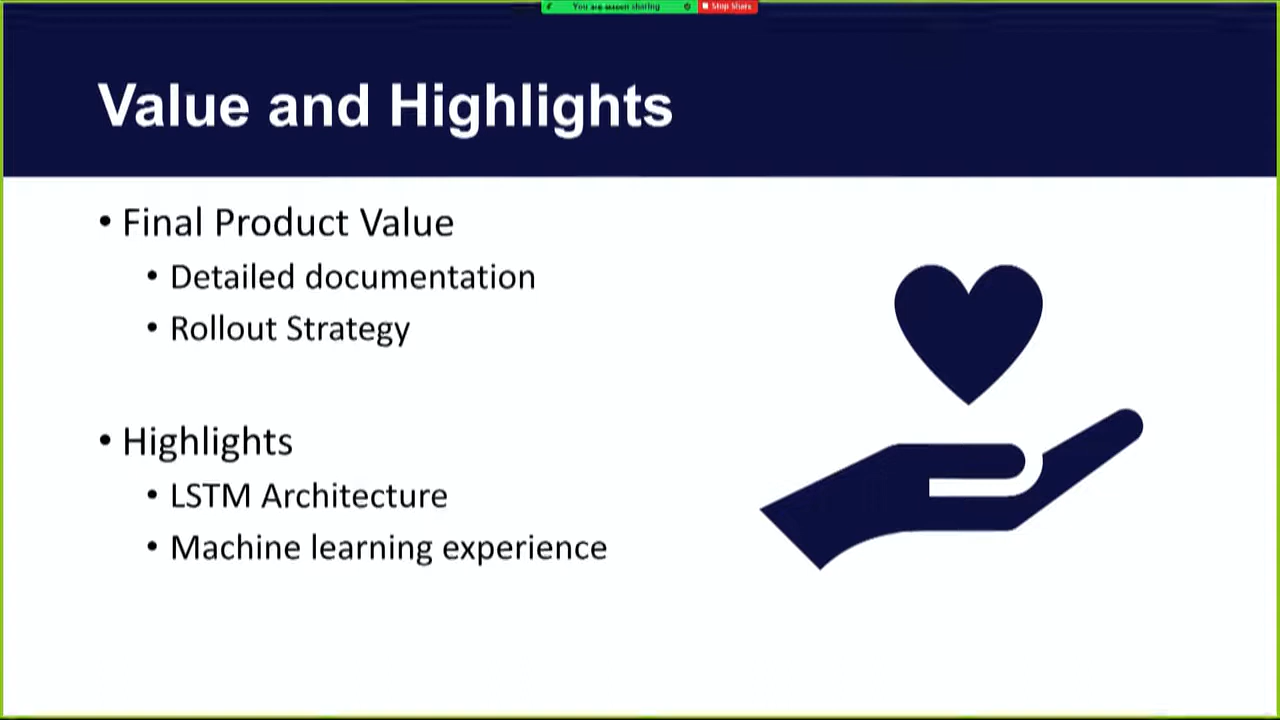 You are screen sharing
Stop Share
Value and Highlights
• Final Product Value
• Detailed documentation
• Rollout Strategy
• Highlights
• LSTM Architecture
• Machine learning experience